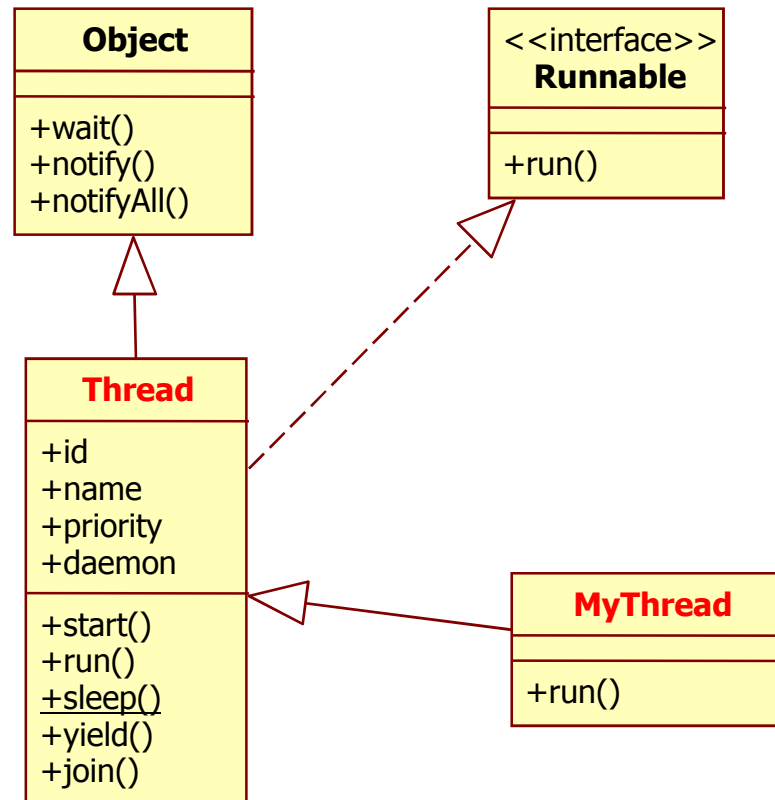 Object
+wait()
+notify()
+notifyAll()
<<interface>>
Runnable
+run()
Thread
+id
+name
+priority
+daemon
+start()
+run()
+sleep()
+yield()
+join()
MyThread
+run()